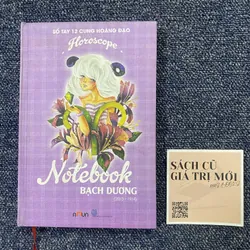 SỔ TAY 12 CUNG HOÀNG ĐẠO
Horoscope
Notebook
BẠCH DƯƠNG
SÁCH CŨ
GIÁ TRỊ MỚI